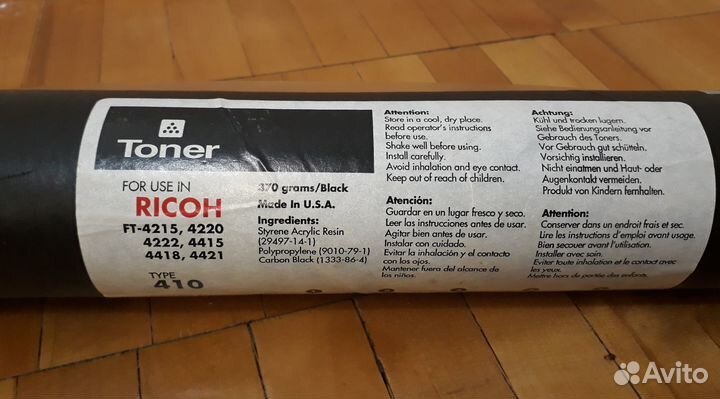 Toner
FOR USE IN
RICOH
FT-4215, 4220
4222, 4415
4418, 4421
TYPE
410
370 grams/Black
Made In U.S.A.
Ingredients:
Styrene Acrylic Resin
(29497-14-1)
Polypropylene (9010-79-1)
Carbon Black (1333-86-4)
Attention:
Store in a cool, dry place.
Read operator's instructions
before use.
Shake well before using.
Install carefully.
Avoid inhalation and eye contact.
Keep out of reach of children.
Atención:
Guardar en un lugar fresco y seco.
Leer las instrucciones antes de usar.
Agitar bien antes de usar.
Instalar con cuidado.
Evitar la inhalación y el contacto
con los ojos.
Mantener fuera del alcance de
los niños.
Achtung:
Kühl und trocken lugern.
Siehe Bedienungsanleitung vor
Gebrauch des Toners.
Vor Gebrauch gut schütteln.
Vorsichtig installieren.
Nicht einatmen und Haut- oder
Augenkontakt vermeiden.
Produkt von Kindern fernhalten.
Attention:
Conserver dans un endroit frais et sec.
Lire les instructions d'emploi avant usage.
Bien secouer avant l'utilisation.
Installer avec soin.
Eviter toute inhalation et le contact avec
les yeux.
Mettre hors de portée des enfants.
Avito